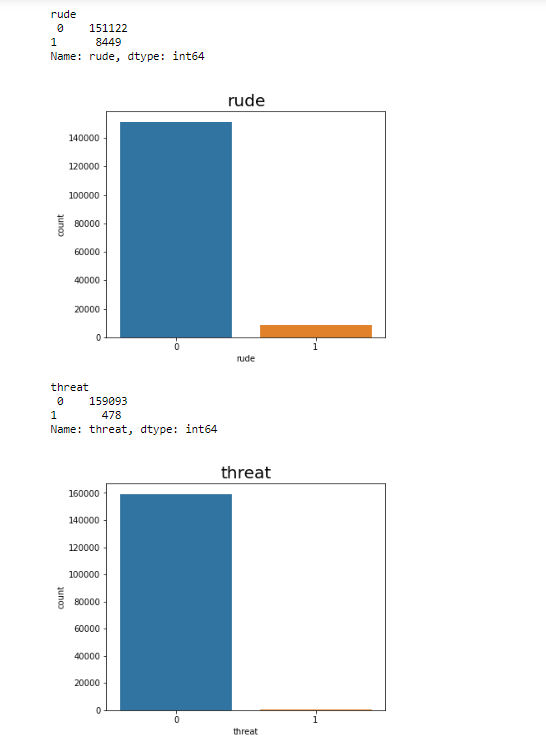 rude
0    151122
1      8449
Name: rude, dtype: int64
rude
140000
120000
100000
80000
60000
40000
20000
0
count
0 1
rude
threat
0    159093
1       478
Name: threat, dtype: int64
threat
160000
140000
120000
100000
80000
60000
40000
20000
0
count
0 1
threat